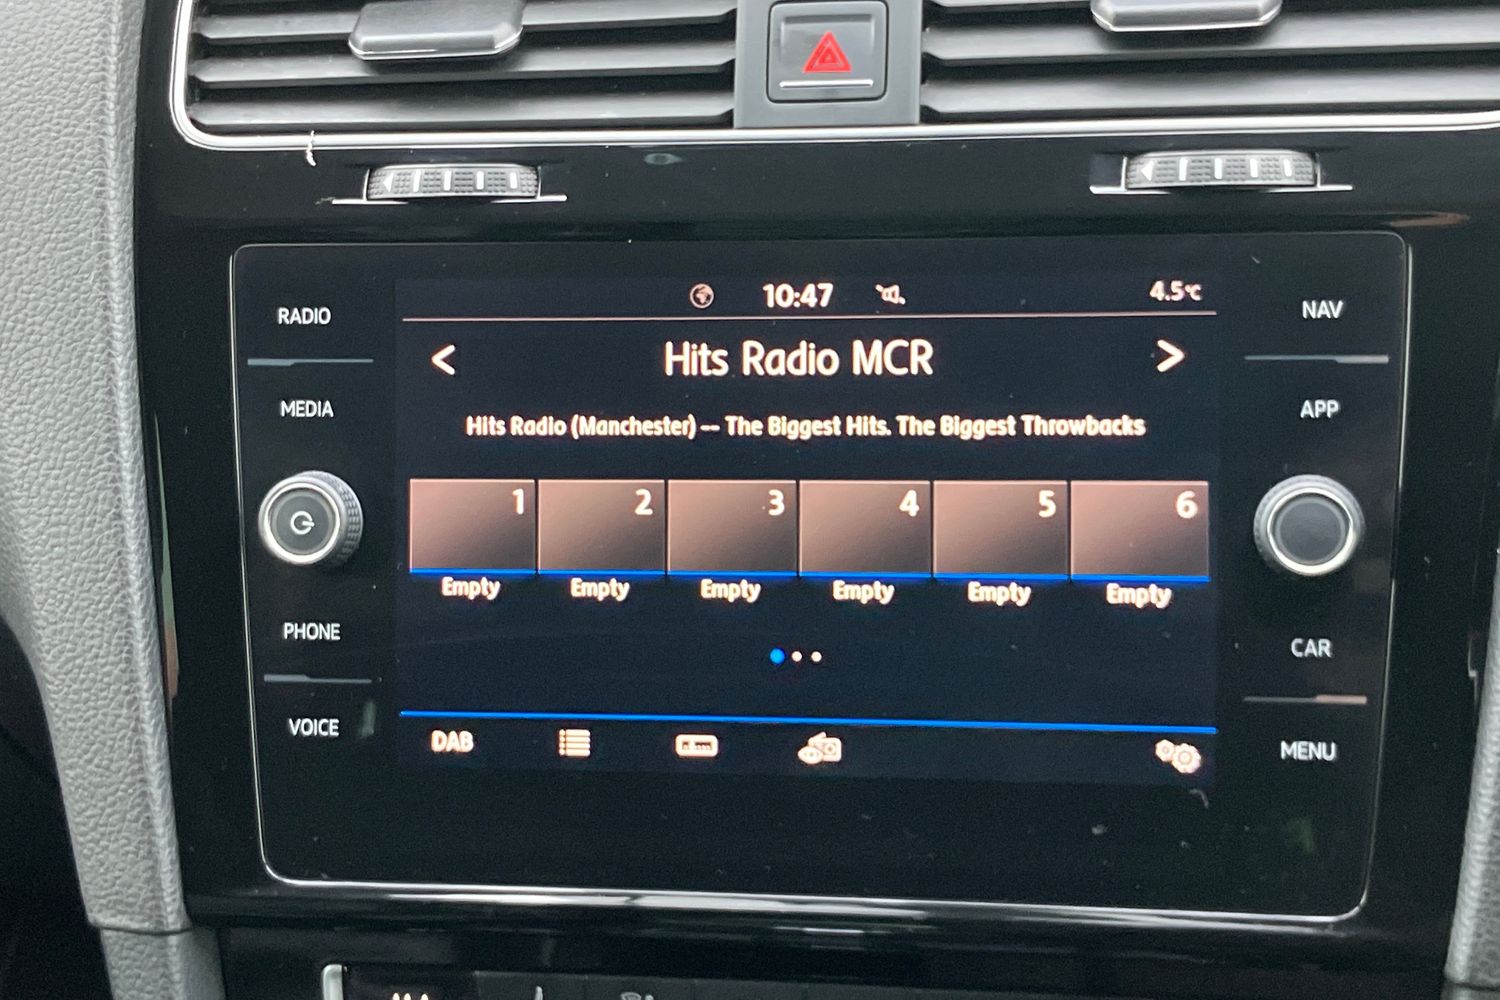 10:47
4.5°C
RADIO
NAV
< Hits Radio MCR >
MEDIA
APP
Hits Radio (Manchester) -- The Biggest Hits. The Biggest Throwbacks
1 2 3 4 5 6
Empty Empty Empty Empty Empty Empty
PHONE
CAR
VOICE
DAB
MENU